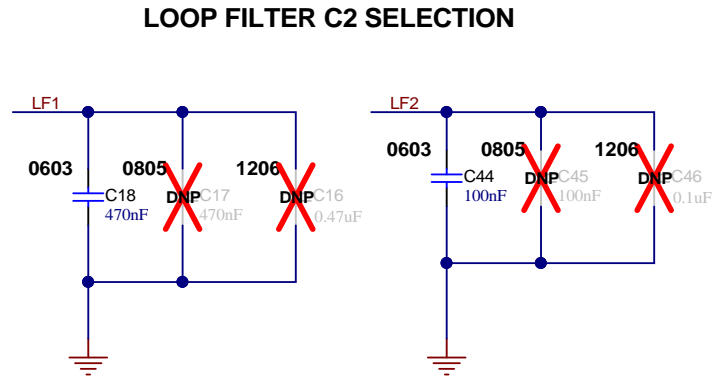 LOOP FILTER C2 SELECTION
LF1
0603
0805
1206
C18
470nF
DNP
C17
470nF
DNP
C16
0.47uF
LF2
0603
0805
1206
C44
100nF
DNP
C45
100nF
DNP
C46
0.1uF